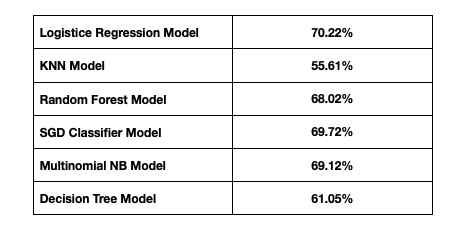 Logistice Regression Model 70.22%
KNN Model 55.61%
Random Forest Model 68.02%
SGD Classifier Model 69.72%
Multinomial NB Model 69.12%
Decision Tree Model 61.05%